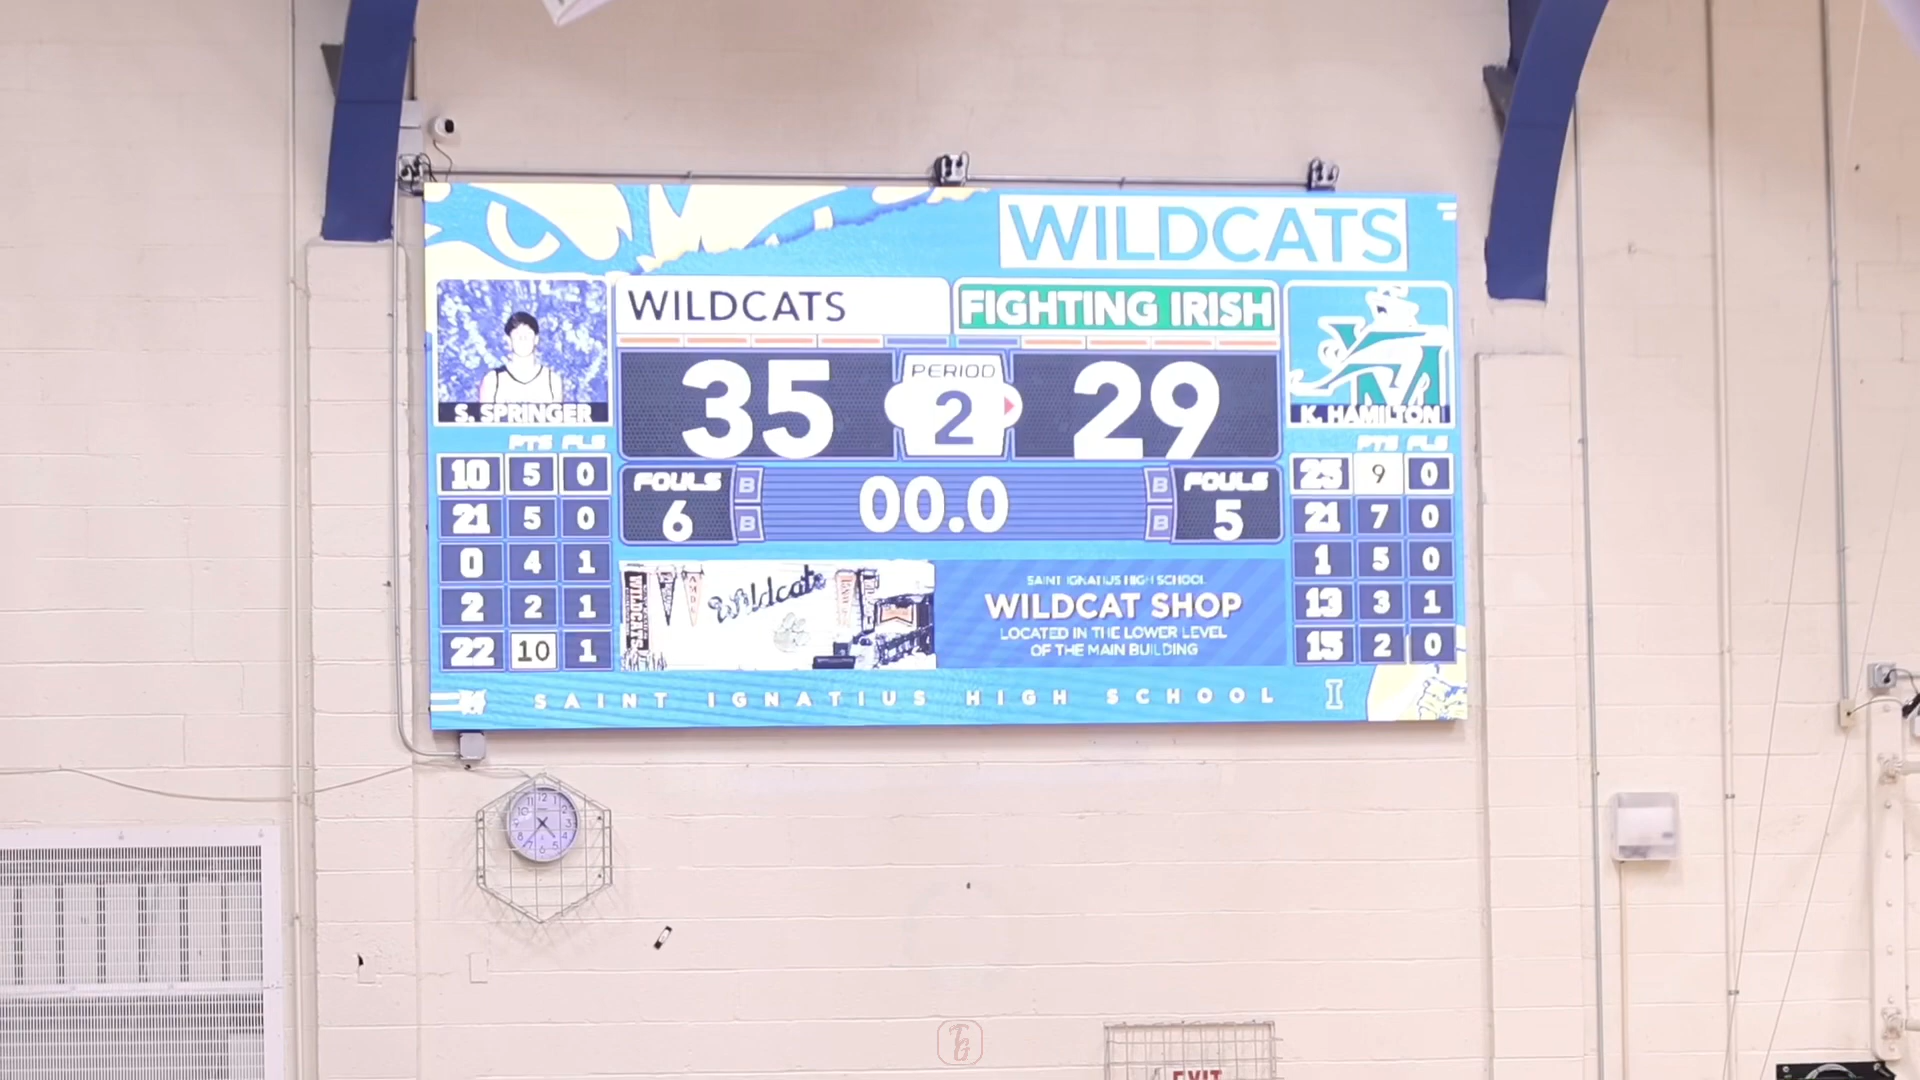 WILDCATS
WILDCATS
FIGHTING IRISH
35
PERIOD
2
29
S. SPRINGER
K. HAMILTON
PTS FLS
PTS FLS
10 5 0
21 5 0
0 4 1
2 2 1
22 10 1
FOULS
6
B
B
00.0
B
B
FOULS
5
25 9 0
21 7 0
1 5 0
13 3 1
15 2 0
WILDCATS
Wildcats
SAINT IGNATIUS HIGH SCHOOL
WILDCAT SHOP
LOCATED IN THE LOWER LEVEL
OF THE MAIN BUILDING
SAINT IGNATIUS HIGH SCHOOL
I
EXIT